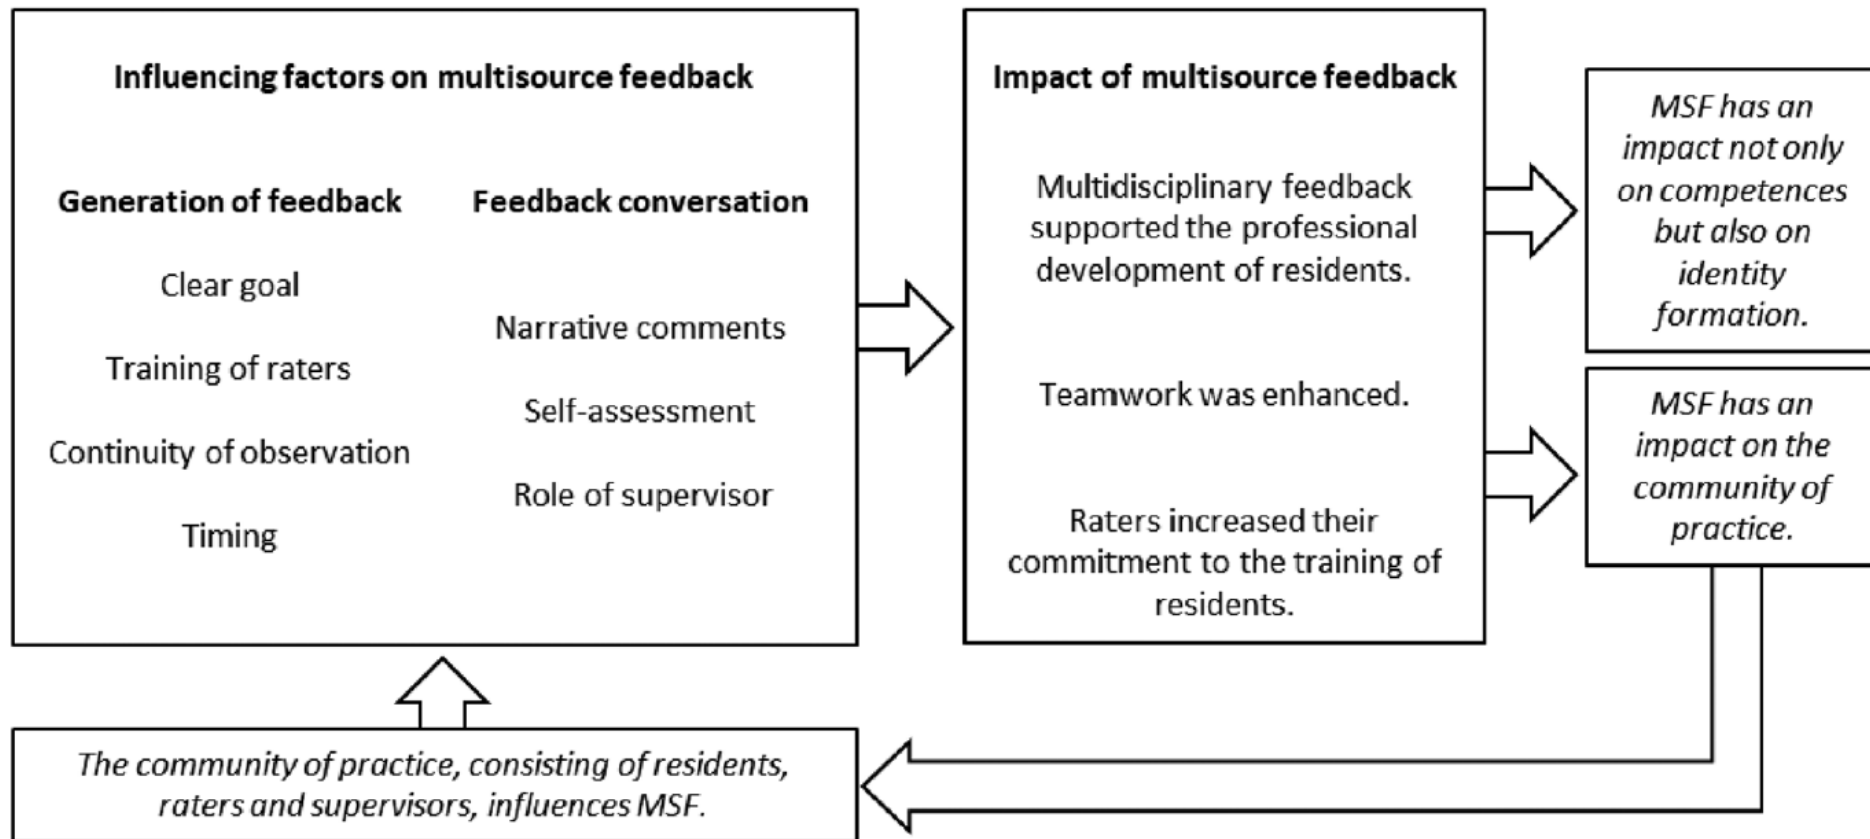 Influencing factors on multisource feedback
Generation of feedback
Clear goal
Training of raters
Continuity of observation
Timing
Feedback conversation
Narrative comments
Self-assessment
Role of supervisor
Impact of multisource feedback
Multidisciplinary feedback
supported the professional
development of residents.
Teamwork was enhanced.
Raters increased their
commitment to the training of
residents.
MSF has an
impact not only
on competences
but also on
identity
formation.
MSF has an
impact on the
community of
practice.
The community of practice, consisting of residents,
raters and supervisors, influences MSF.